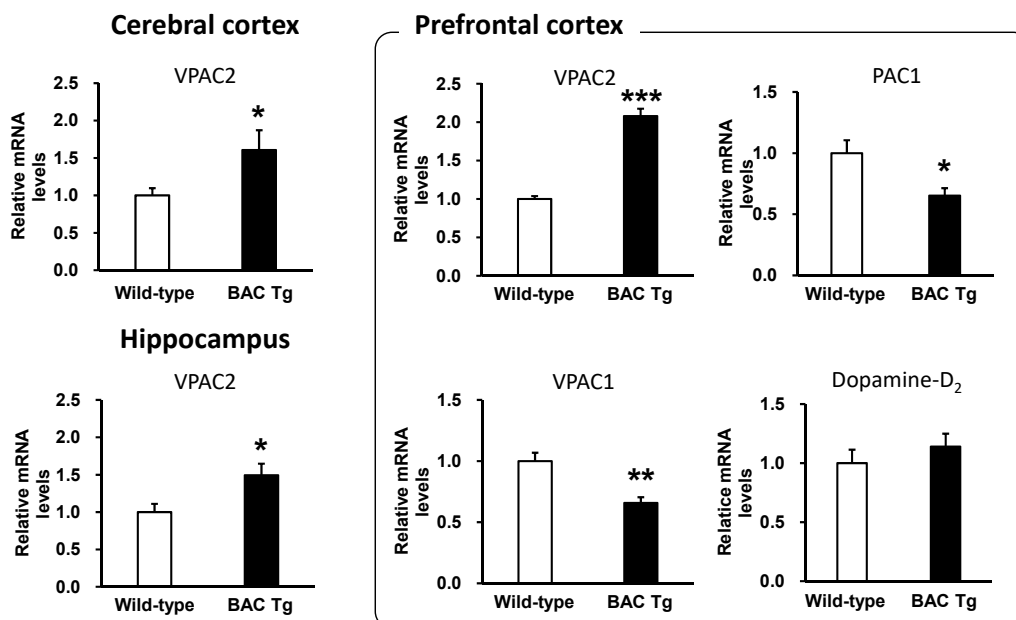 Cerebral cortex
VPAC2
Relative mRNA
levels
2.5
2.0
1.5
1.0
0.5
0.0
*
Wild-type
BAC Tg
Hippocampus
VPAC2
Relative mRNA
levels
2.5
2.0
1.5
1.0
0.5
0.0
*
Wild-type
BAC Tg
Prefrontal cortex
VPAC2
Relative mRNA
levels
2.5
2.0
1.5
1.0
0.5
0.0
***
Wild-type
BAC Tg
PAC1
Relative mRNA
levels
1.5
1.0
0.5
0.0
*
Wild-type
BAC Tg
VPAC1
Relative mRNA
levels
1.5
1.0
0.5
0.0
**
Wild-type
BAC Tg
Dopamine-D₂
Relatice mRNA
levels
1.5
1.0
0.5
0.0
Wild-type
BAC Tg